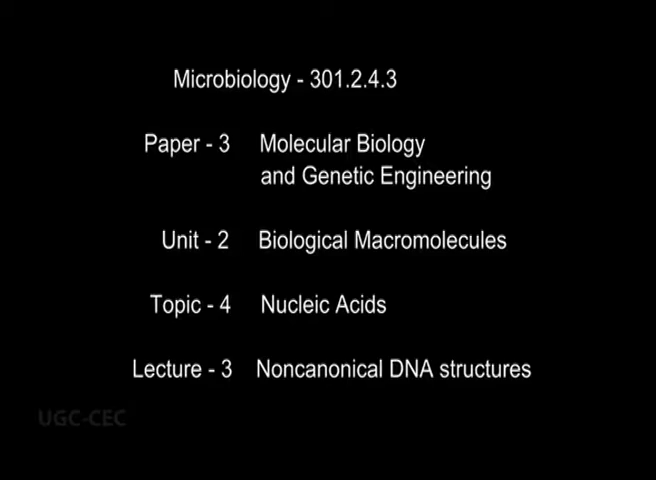 Microbiology - 301.2.4.3
Paper - 3 Molecular Biology
and Genetic Engineering
Unit - 2 Biological Macromolecules
Topic - 4 Nucleic Acids
Lecture - 3 Noncanonical DNA structures
UGC-CEC